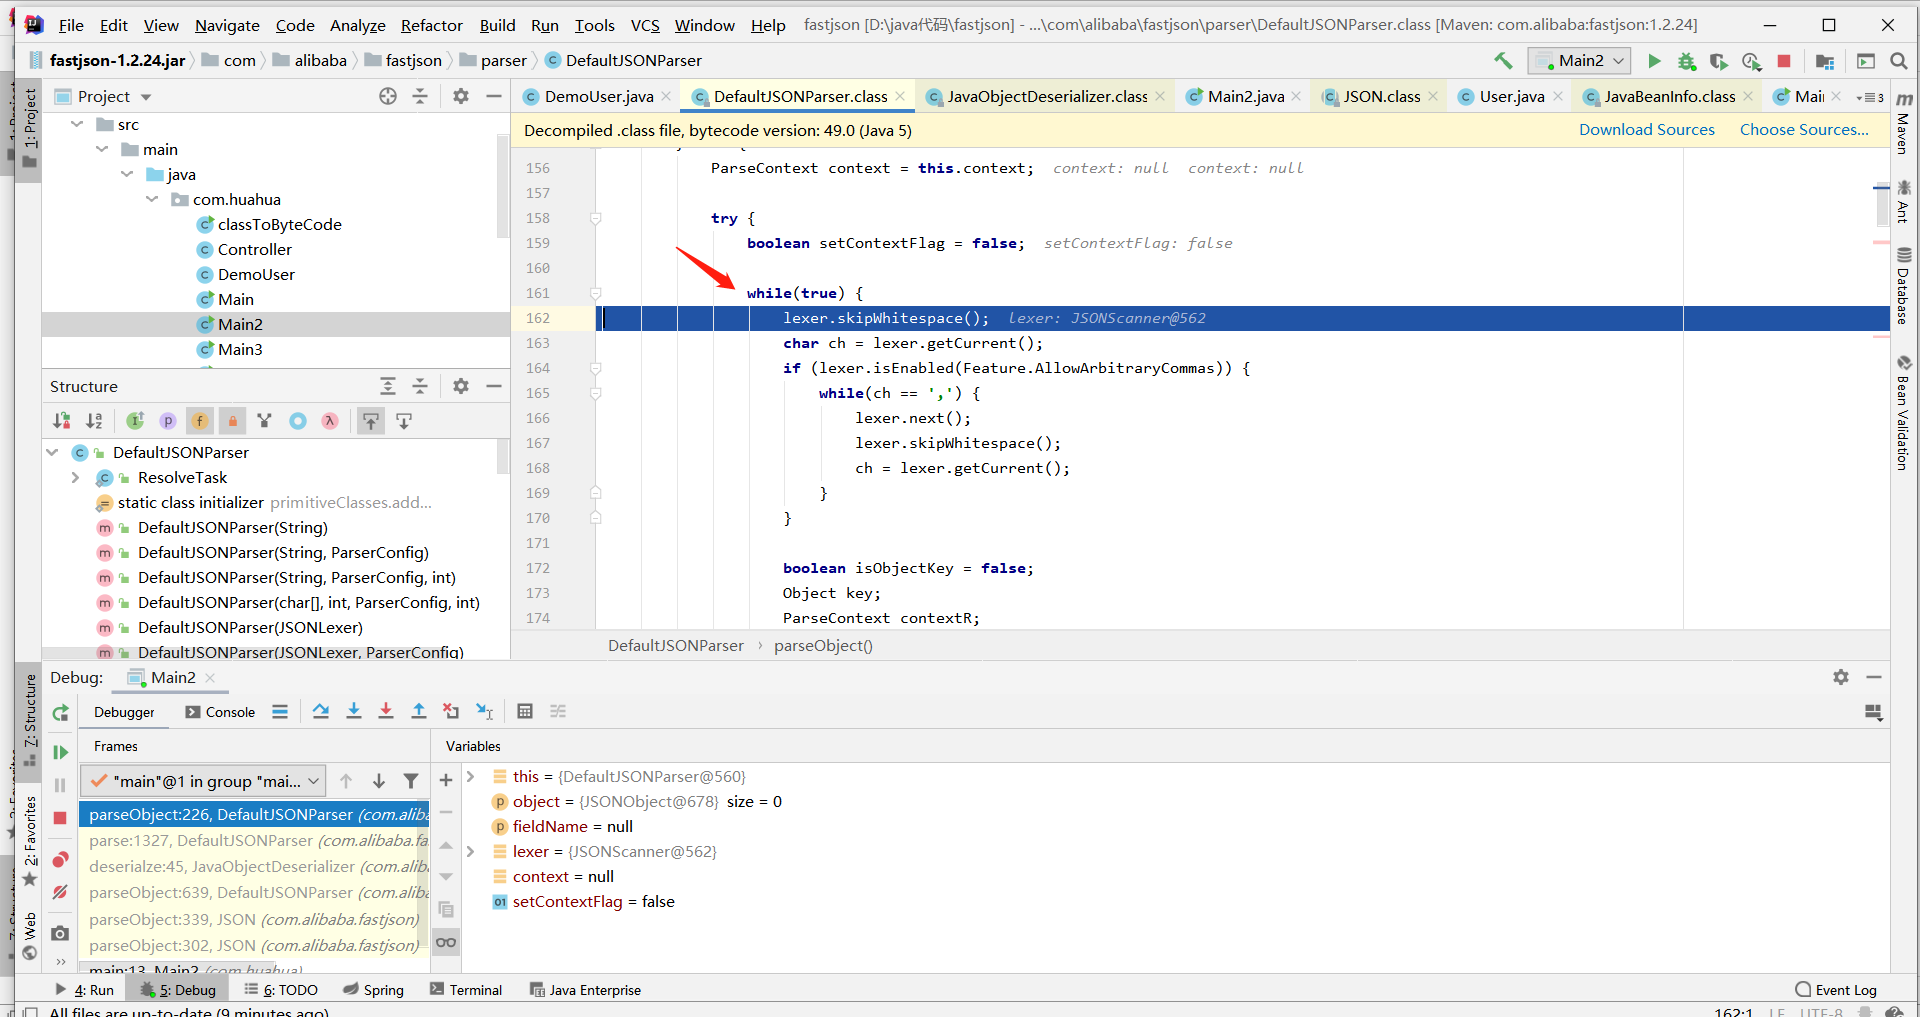 File Edit View Navigate Code Analyze Refactor Build Run Tools VCS Window Help fastjson [D:\java代码\fastjson] - ...\com\alibaba\fastjson\parser\DefaultJSONParser.class [Maven: com.alibaba:fastjson:1.2.24]
fastjson-1.2.24.jar com alibaba fastjson parser DefaultJSONParser Main2
1: Project
Project
DemoUser.java DefaultJSONParser.class JavaObjectDeserializer.class Main2.java JSON.class User.java JavaBeanInfo.class Mai 3
Decompiled .class file, bytecode version: 49.0 (Java 5) Download Sources Choose Sources...
src
main
java
com.huahua
classToByteCode
Controller
DemoUser
Main
Main2
Main3
156 ParseContext context = this.context; context: null context: null
157
158 try {
159 boolean setContextFlag = false; setContextFlag: false
160
161 while(true) {
162 lexer.skipWhitespace(); lexer: JSONScanner@562
163 char ch = lexer.getCurrent();
164 if (lexer.isEnabled(Feature.AllowArbitraryCommas)) {
165 while(ch == ',') {
166 lexer.next();
167 lexer.skipWhitespace();
168 ch = lexer.getCurrent();
169 }
170 }
171
172 boolean isObjectKey = false;
173 Object key;
174 ParseContext contextR;
DefaultJSONParser › parseObject()
Maven
Ant
Database
Bean Validation
Structure
DefaultJSONParser
ResolveTask
static class initializer primitiveClasses.add...
DefaultJSONParser(String)
DefaultJSONParser(String, ParserConfig)
DefaultJSONParser(String, ParserConfig, int)
DefaultJSONParser(char[], int, ParserConfig, int)
DefaultJSONParser(JSONLexer)
DefaultJSONParser(JSONLexer, ParserConfig)
7: Structure
2: Favorites
Web
Debug: Main2
Debugger Console
Frames Variables
"main"@1 in group "mai...
parseObject:226, DefaultJSONParser (com.aliba
parse:1327, DefaultJSONParser (com.alibaba.fa
deserialze:45, JavaObjectDeserializer (com.alib
parseObject:639, DefaultJSONParser (com.aliba
parseObject:339, JSON (com.alibaba.fastjson)
parseObject:302, JSON (com.alibaba.fastjson)
main:13, Main2 (com.huahua)
this = {DefaultJSONParser@560}
object = {JSONObject@678} size = 0
fieldName = null
lexer = {JSONScanner@562}
context = null
setContextFlag = false
4: Run 5: Debug 6: TODO Spring Terminal Java Enterprise Event Log
All files are up-to-date (9 minutes ago) 162:1 LF UTF-8